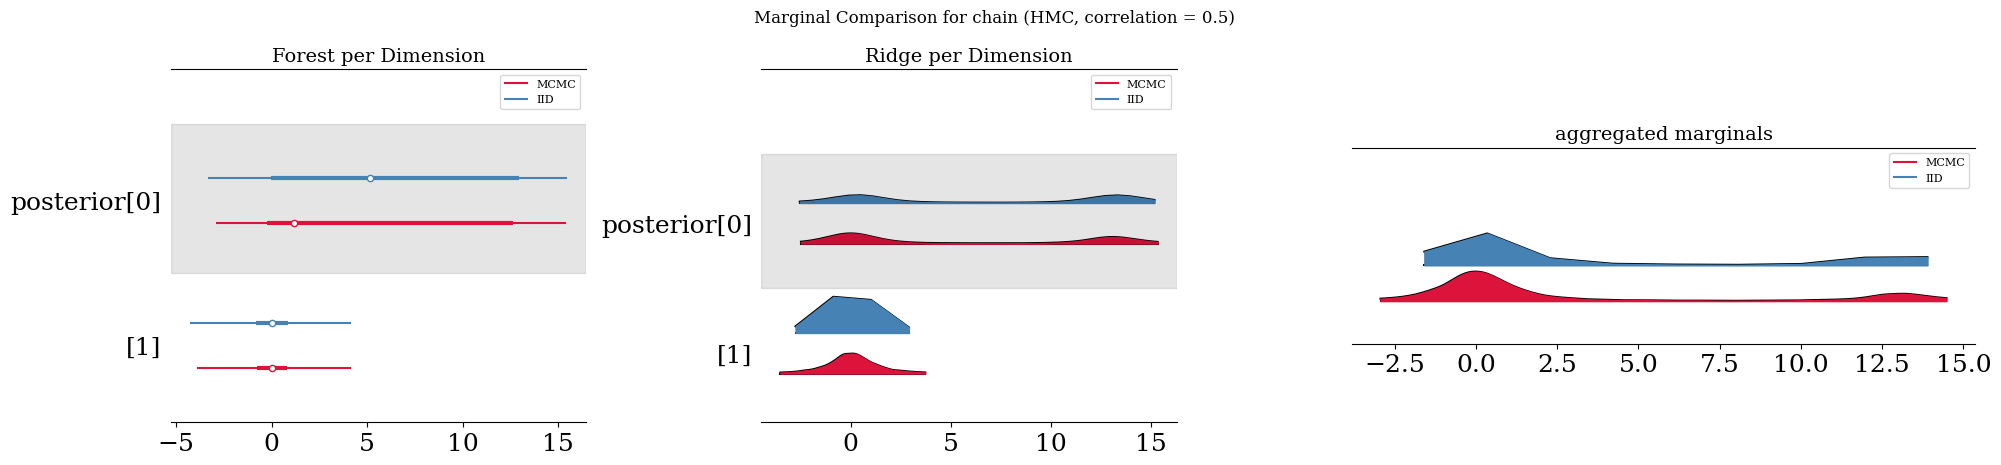 Marginal Comparison for chain (HMC, correlation = 0.5)
Forest per Dimension
MCMC
IID
posterior[0]
[1]
−5 0 5 10 15
Ridge per Dimension
MCMC
IID
posterior[0]
[1]
0 5 10 15
aggregated marginals
MCMC
IID
−2.5 0.0 2.5 5.0 7.5 10.0 12.5 15.0